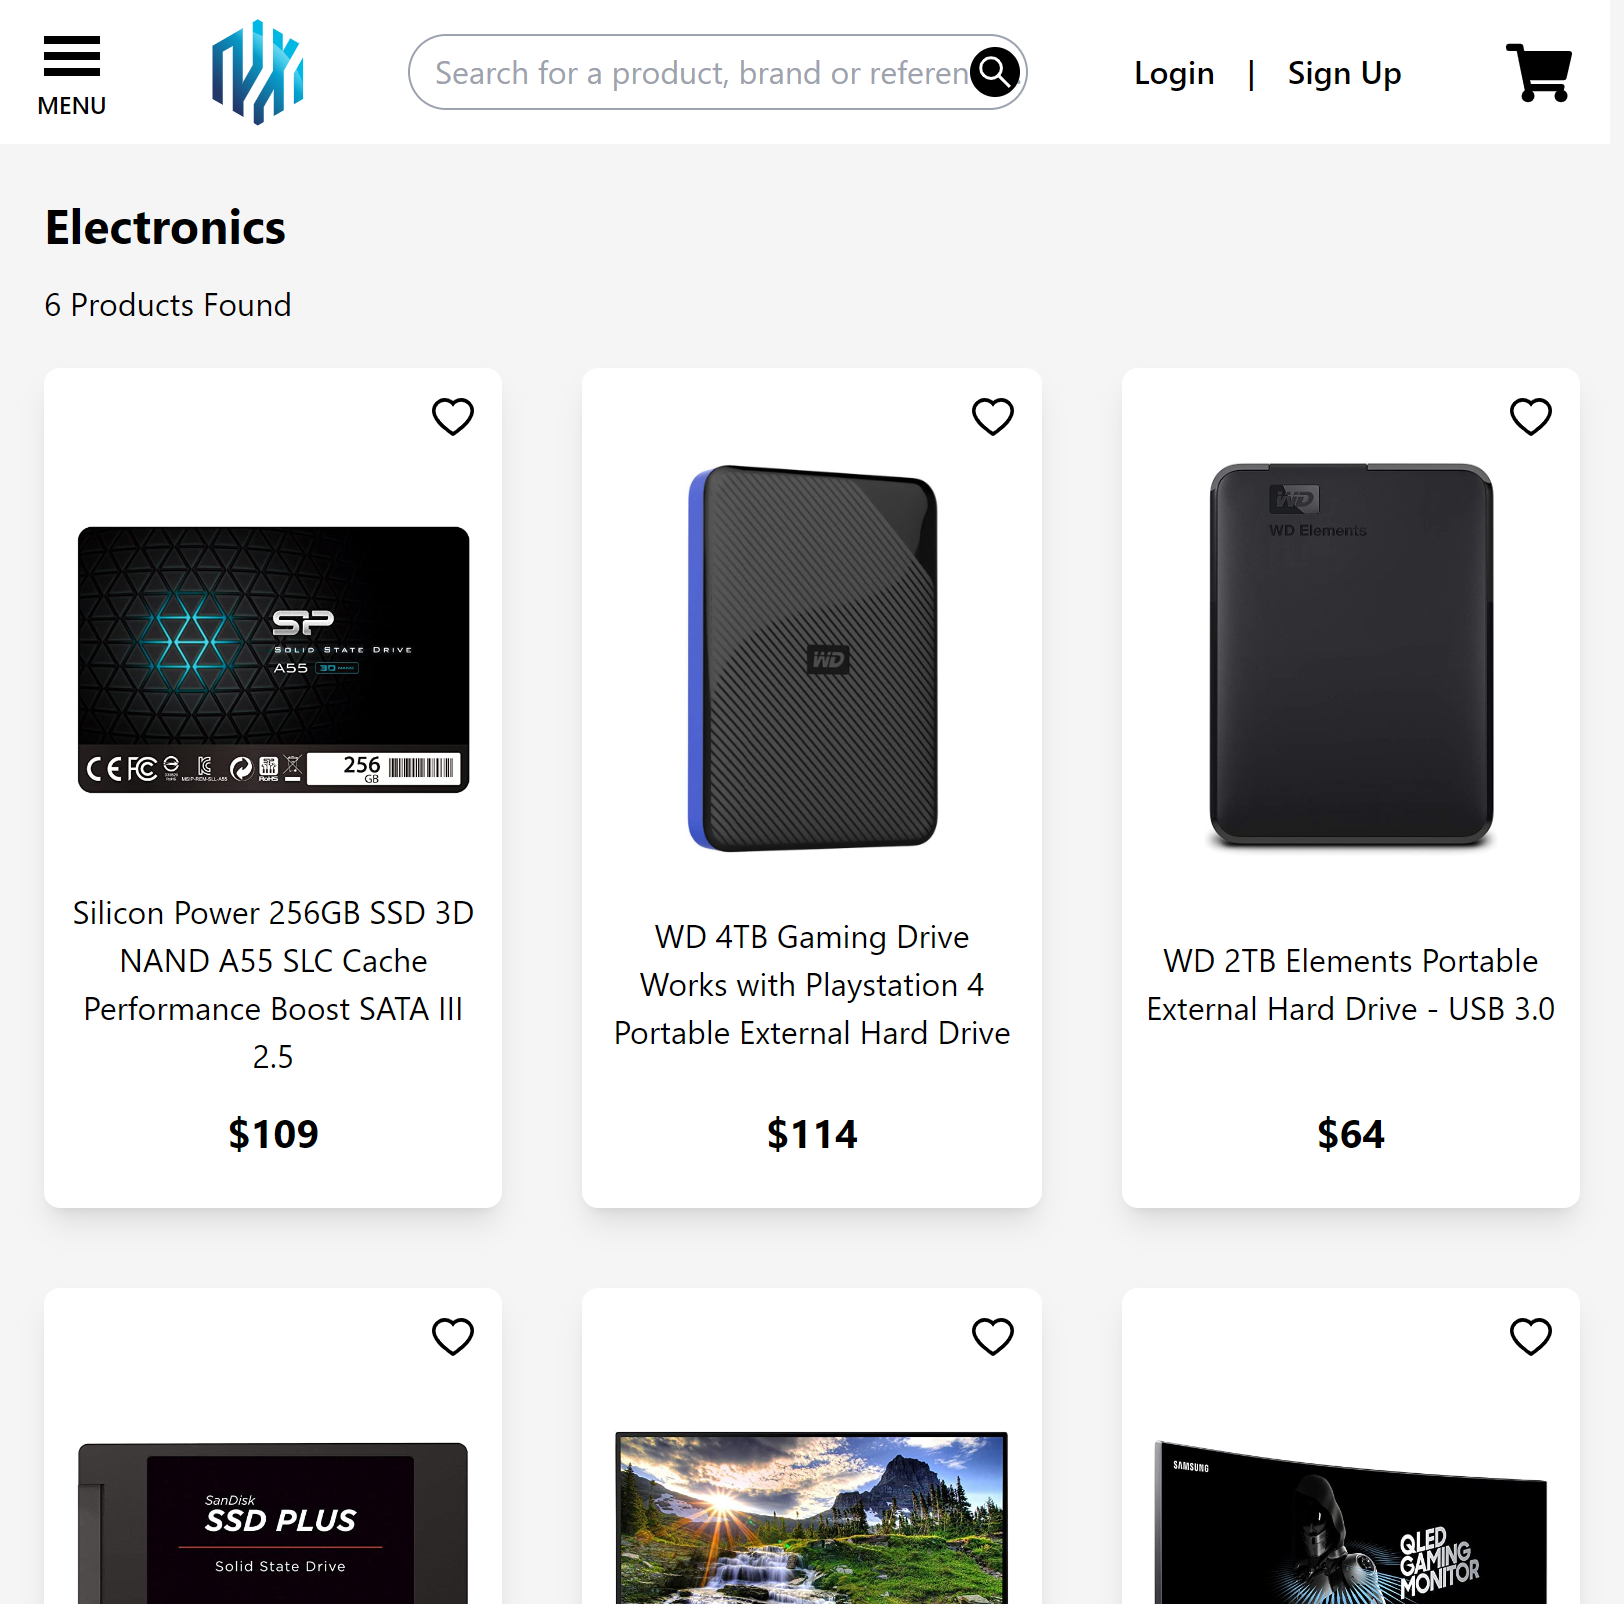 MENU
Search for a product, brand or referen
Login | Sign Up
Electronics
6 Products Found
SP
SOLID STATE DRIVE
A55 3D NAND
CE FC RoHS
256
GB
WD
WD
WD Elements
Silicon Power 256GB SSD 3D
NAND A55 SLC Cache
Performance Boost SATA III
2.5
$109
WD 4TB Gaming Drive
Works with Playstation 4
Portable External Hard Drive
$114
WD 2TB Elements Portable
External Hard Drive - USB 3.0
$64
SanDisk
SSD PLUS
Solid State Drive
SAMSUNG
QLED
GAMING
MONITOR